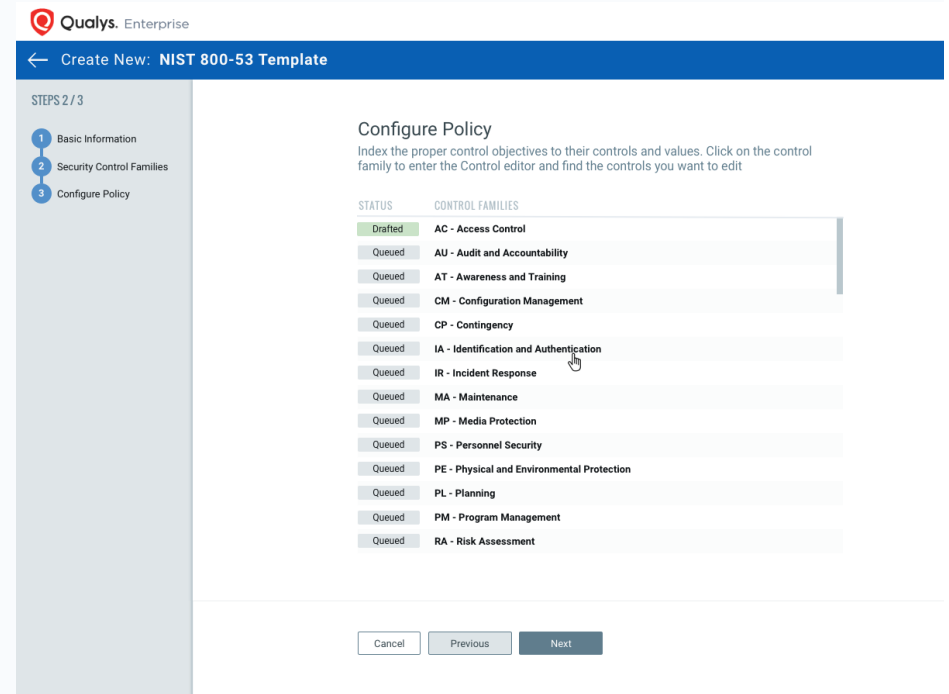 Qualys. Enterprise
Create New: NIST 800-53 Template
STEPS 2 / 3
1 Basic Information
2 Security Control Families
3 Configure Policy
Configure Policy
Index the proper control objectives to their controls and values. Click on the control
family to enter the Control editor and find the controls you want to edit
STATUS CONTROL FAMILIES
Drafted AC - Access Control
Queued AU - Audit and Accountability
Queued AT - Awareness and Training
Queued CM - Configuration Management
Queued CP - Contingency
Queued IA - Identification and Authentication
Queued IR - Incident Response
Queued MA - Maintenance
Queued MP - Media Protection
Queued PS - Personnel Security
Queued PE - Physical and Environmental Protection
Queued PL - Planning
Queued PM - Program Management
Queued RA - Risk Assessment
Cancel Previous Next